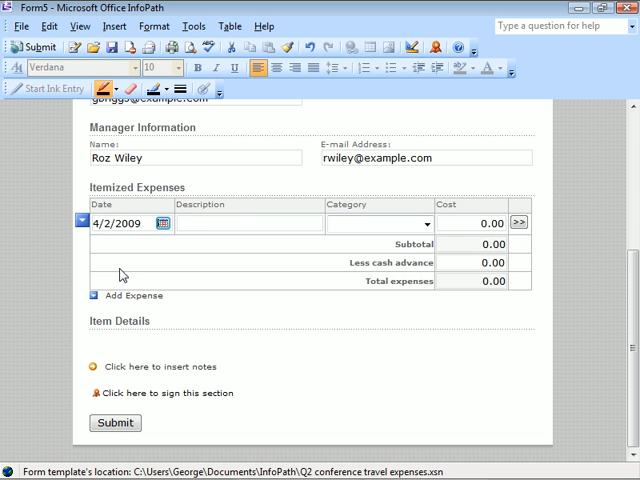 Form5 - Microsoft Office InfoPath
File Edit View Insert Format Tools Table Help Type a question for help
Submit
Verdana 10 B I U
Start Ink Entry
gbriggs@example.com
Manager Information
Name: E-mail Address:
Roz Wiley rwiley@example.com
Itemized Expenses
Date Description Category Cost
4/2/2009 0.00 >>
Subtotal 0.00
Less cash advance 0.00
Total expenses 0.00
Add Expense
Item Details
Click here to insert notes
Click here to sign this section
Submit
Form template's location: C:\Users\George\Documents\InfoPath\Q2 conference travel expenses.xsn